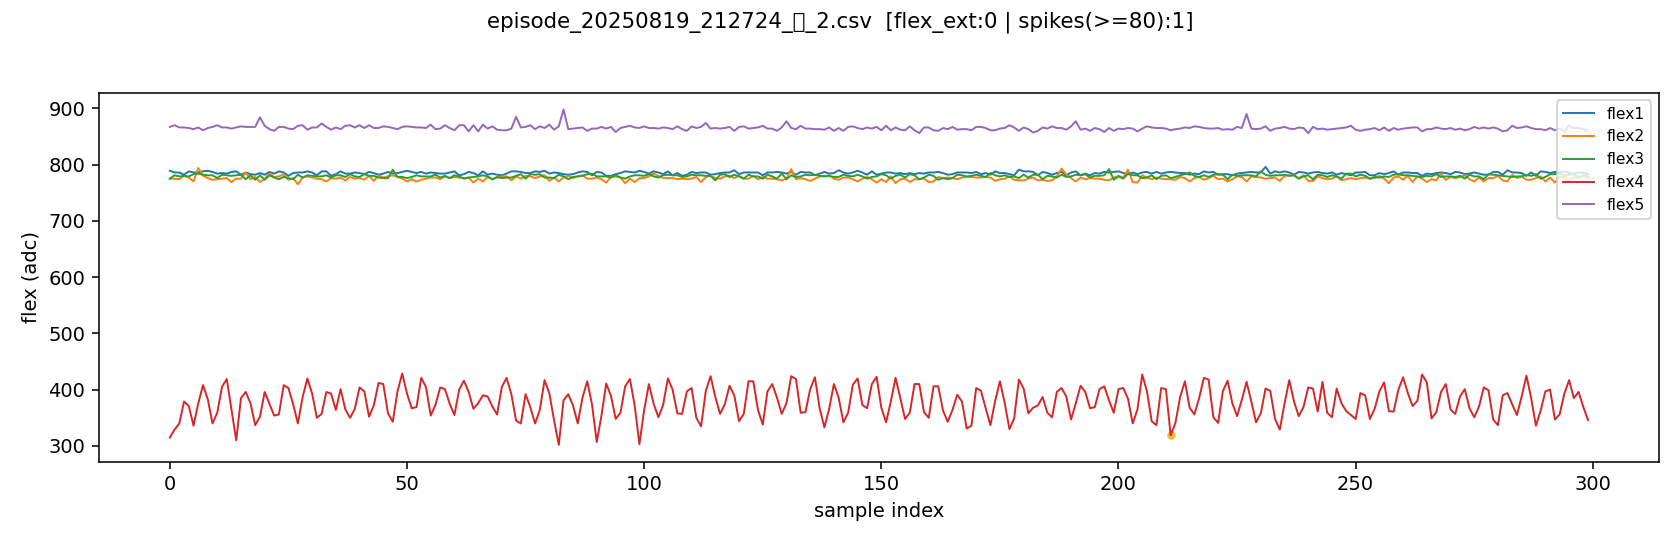 episode_20250819_212724_▯_2.csv  [flex_ext:0 | spikes(>=80):1]
900
800
700
600
500
400
300
flex (adc)
flex1
flex2
flex3
flex4
flex5
0
50
100
150
200
250
300
sample index